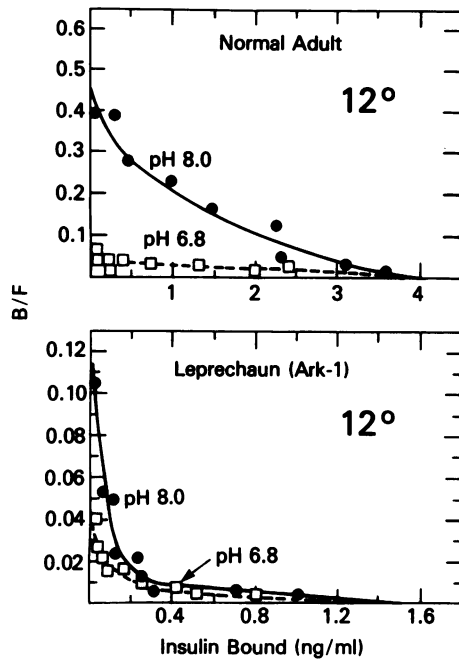 0.6
0.5
0.4
0.3
0.2
0.1
Normal Adult
12°
pH 8.0
pH 6.8
1 2 3 4
B/F
0.12
0.10
0.08
0.06
0.04
0.02
Leprechaun (Ark-1)
12°
pH 8.0
pH 6.8
0.4 0.8 1.2 1.6
Insulin Bound (ng/ml)